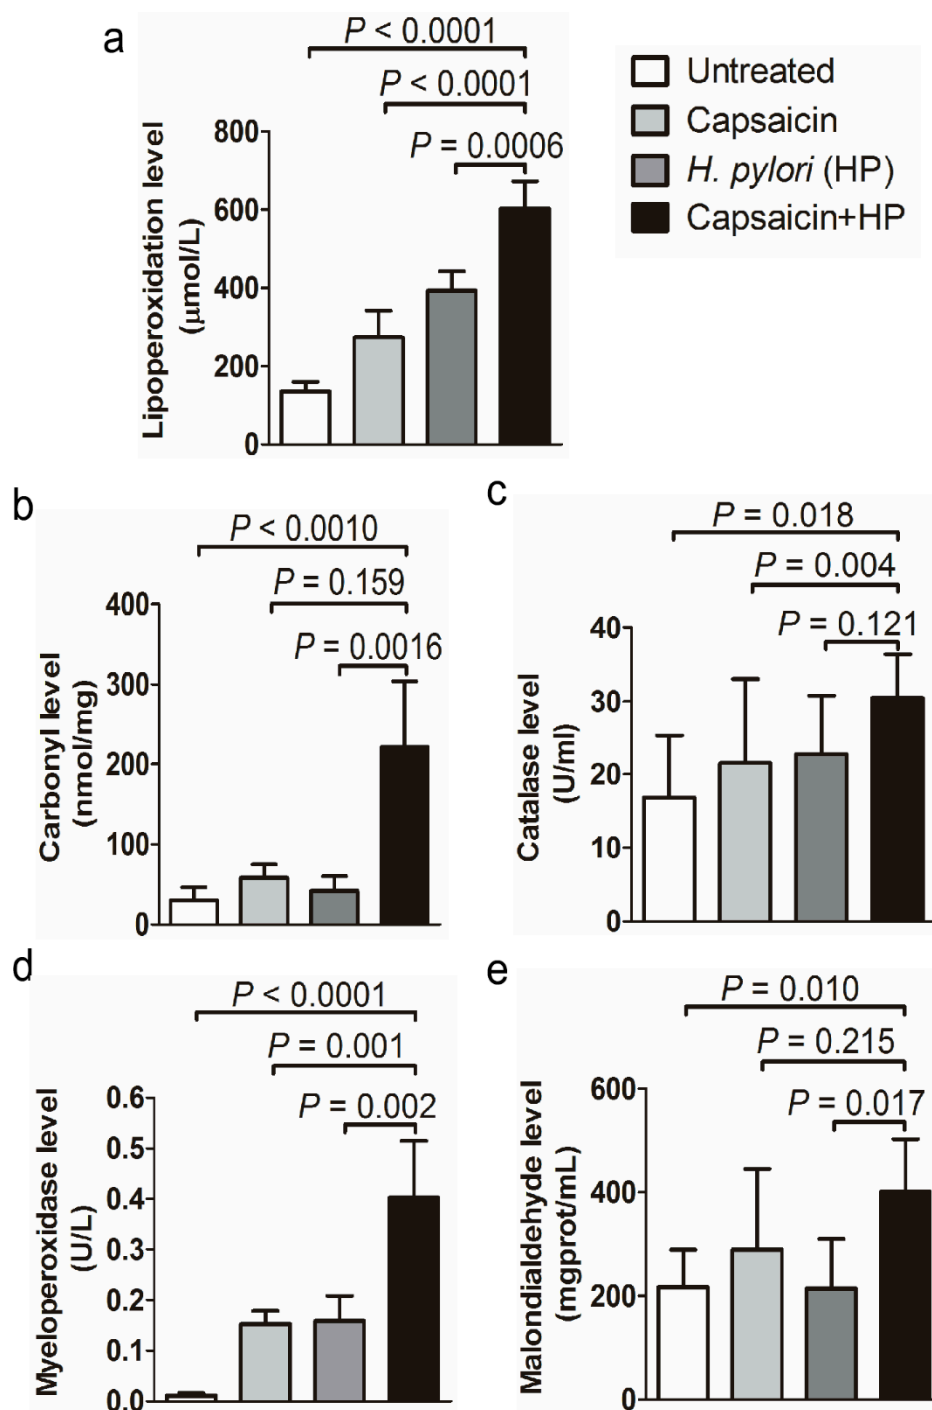 a
P < 0.0001
P < 0.0001
P = 0.0006
Lipoperoxidation level
(μmol/L)
800
600
400
200
0
Untreated
Capsaicin
H. pylori (HP)
Capsaicin+HP
b
P < 0.0010
P = 0.159
P = 0.0016
Carbonyl level
(nmol/mg)
400
300
200
100
0
c
P = 0.018
P = 0.004
P = 0.121
Catalase level
(U/ml)
40
30
20
10
0
d
P < 0.0001
P = 0.001
P = 0.002
Myeloperoxidase level
(U/L)
0.6
0.5
0.4
0.3
0.2
0.1
0.0
e
P = 0.010
P = 0.215
P = 0.017
Malondialdehyde level
(mgprot/mL)
600
400
200
0